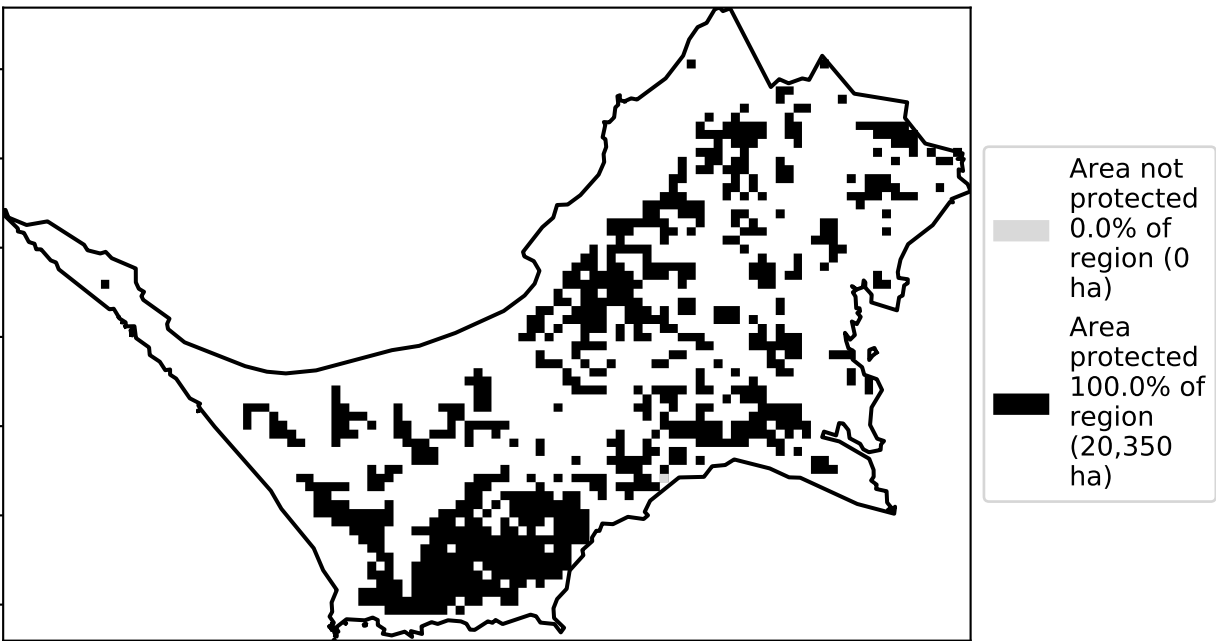 Area not
protected
0.0% of
region (0
ha)
Area
protected
100.0% of
region
(20,350
ha)